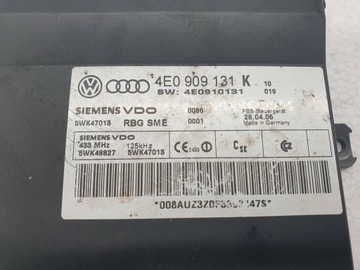 4E0 909 131 K 10
SW: 4E0910131 019
SIEMENS VDO 0086 FBS-Steuergerät
5WK47013 RBG SME 0001 28.04.06
Made in Germany
SIEMENS VDO
433 MHz 125kHz
5WK48827 5WK47013